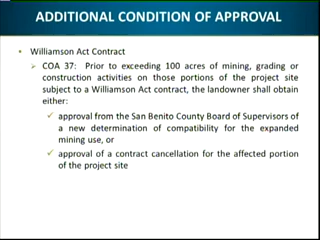 ADDITIONAL CONDITION OF APPROVAL
• Williamson Act Contract
➢ COA 37: Prior to exceeding 100 acres of mining, grading or
construction activities on those portions of the project site
subject to a Williamson Act contract, the landowner shall obtain
either:
✓ approval from the San Benito County Board of Supervisors of
a new determination of compatibility for the expanded
mining use, or
✓ approval of a contract cancellation for the affected portion
of the project site